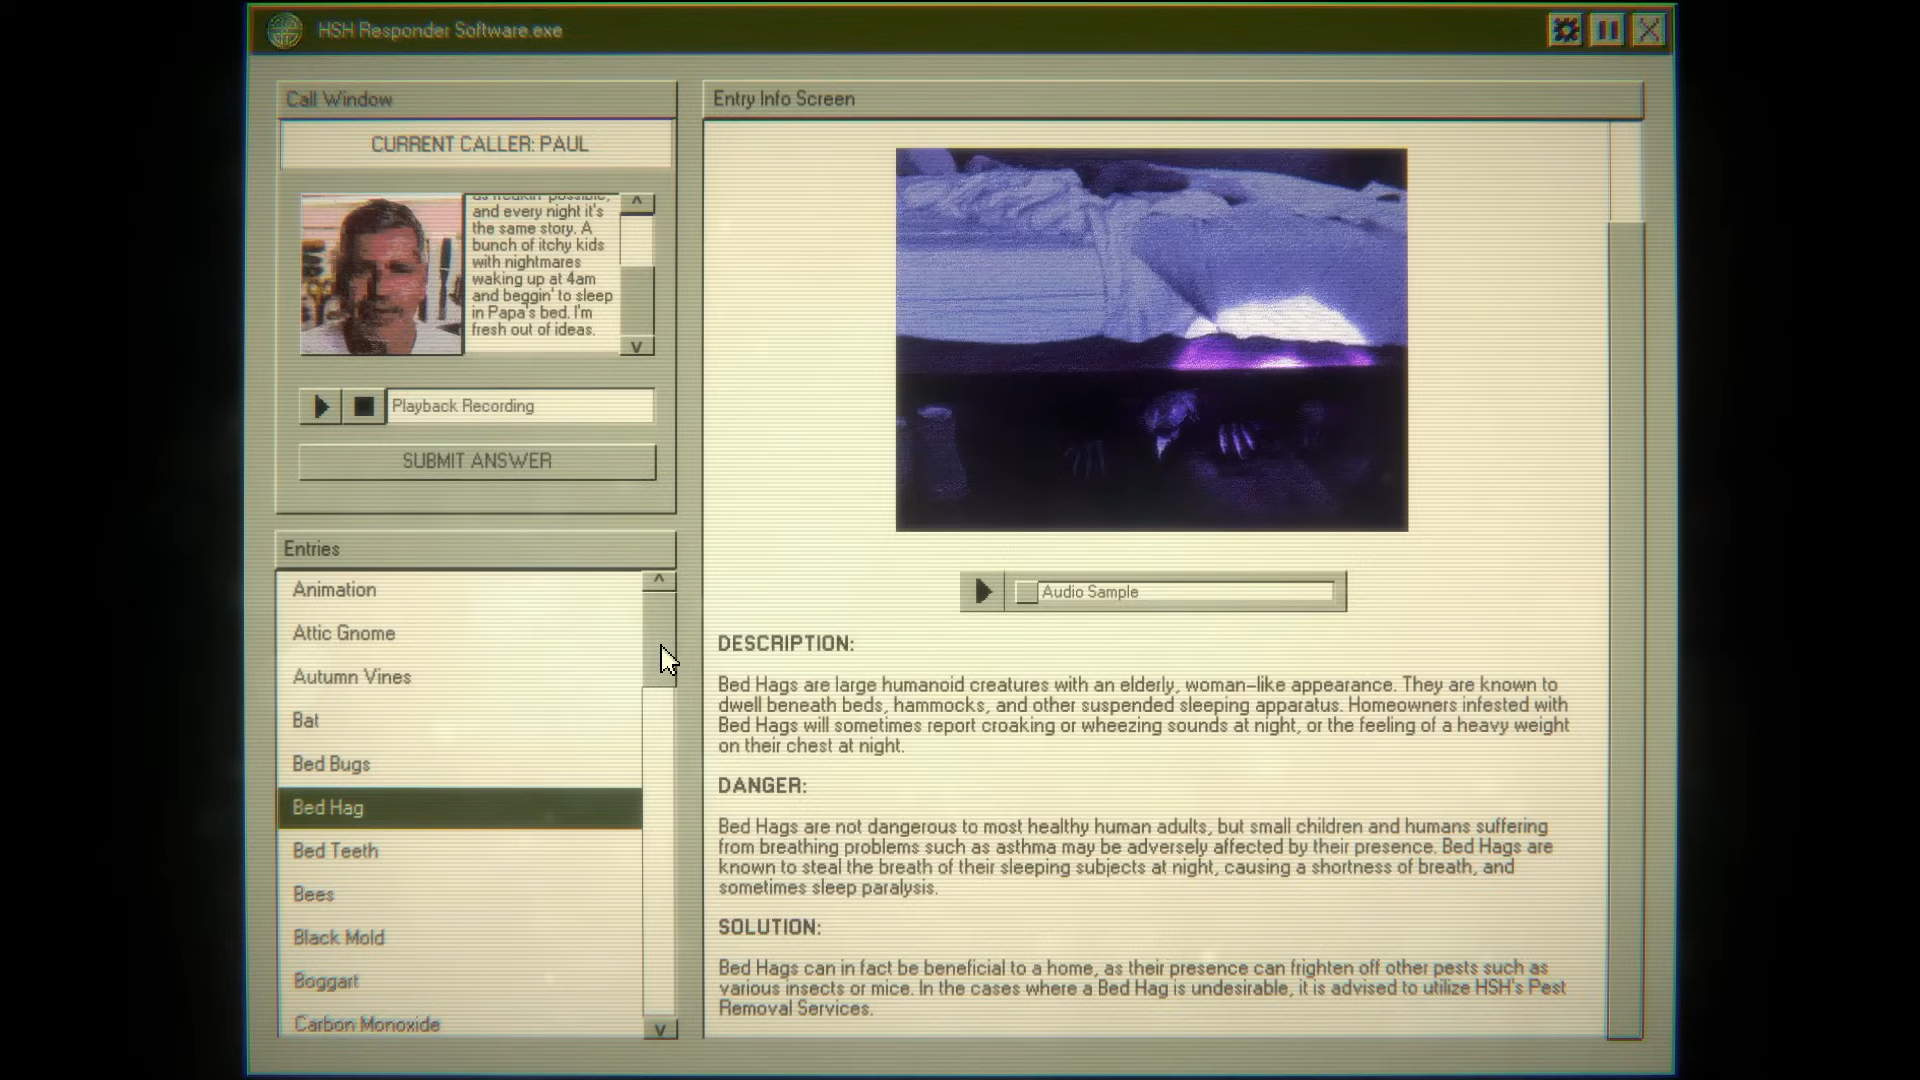 HSH Responder Software.exe
Call Window
CURRENT CALLER: PAUL
as freakin' possible,
and every night it's
the same story. A
bunch of itchy kids
with nightmares
waking up at 4am
and beggin' to sleep
in Papa's bed. I'm
fresh out of ideas.
Playback Recording
SUBMIT ANSWER
Entries
Animation
Attic Gnome
Autumn Vines
Bat
Bed Bugs
Bed Hag
Bed Teeth
Bees
Black Mold
Boggart
Carbon Monoxide
Entry Info Screen
Audio Sample
DESCRIPTION:
Bed Hags are large humanoid creatures with an elderly, woman-like appearance. They are known to
dwell beneath beds, hammocks, and other suspended sleeping apparatus. Homeowners infested with
Bed Hags will sometimes report croaking or wheezing sounds at night, or the feeling of a heavy weight
on their chest at night.
DANGER:
Bed Hags are not dangerous to most healthy human adults, but small children and humans suffering
from breathing problems such as asthma may be adversely affected by their presence. Bed Hags are
known to steal the breath of their sleeping subjects at night, causing a shortness of breath, and
sometimes sleep paralysis.
SOLUTION:
Bed Hags can in fact be beneficial to a home, as their presence can frighten off other pests such as
various insects or mice. In the cases where a Bed Hag is undesirable, it is advised to utilize HSH's Pest
Removal Services.